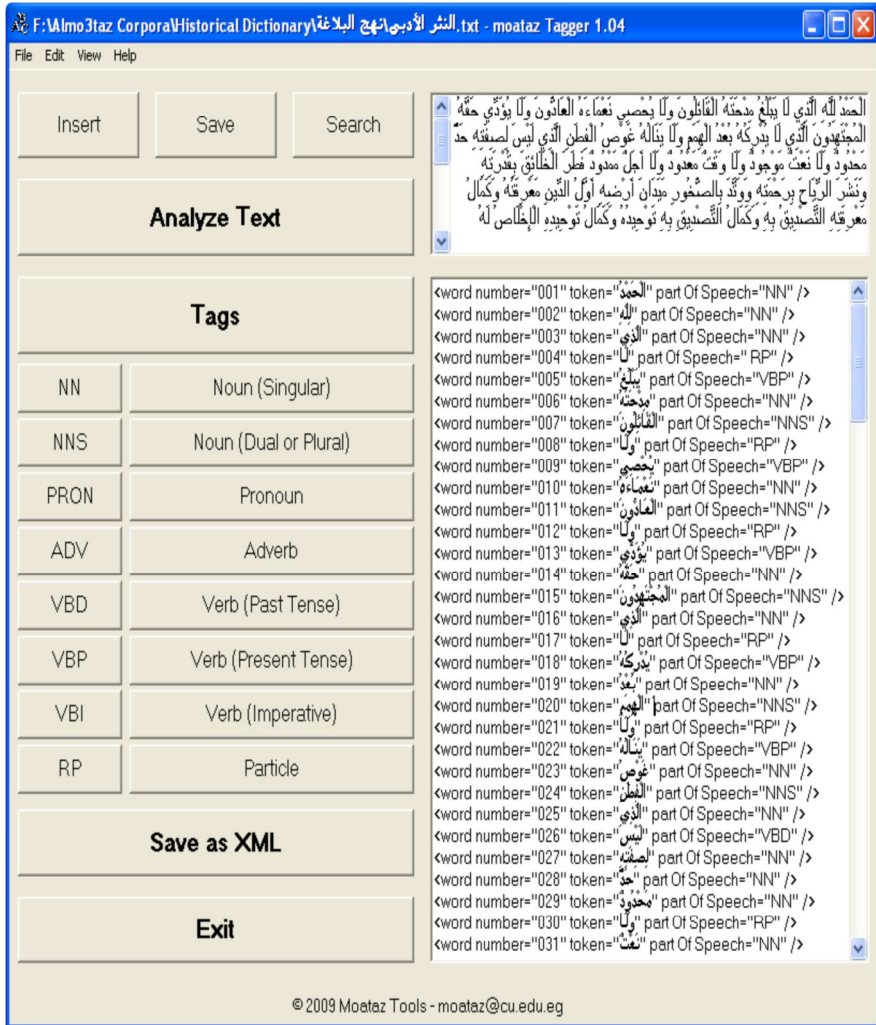 F:\Almo3taz Corpora\Historical Dictionary\النثر الأدبي\نهج البلاغة.txt - moataz Tagger 1.04
File Edit View Help
Insert Save Search
Analyze Text
Tags
NN Noun (Singular)
NNS Noun (Dual or Plural)
PRON Pronoun
ADV Adverb
VBD Verb (Past Tense)
VBP Verb (Present Tense)
VBI Verb (Imperative)
RP Particle
Save as XML
Exit
الْحَمْدُ لِلَّهِ الَّذِي لَا يَبْلُغُ مِدْحَتَهُ الْقَائِلُونَ وَلَا يُحْصِي نَعْمَاءَهُ الْعَادُّونَ وَلَا يُؤَدِّي حَقَّهُ
الْمُجْتَهِدُونَ الَّذِي لَا يُدْرِكُهُ بُعْدُ الْهِمَمِ وَلَا يَنَالُهُ غَوْصُ الْفِطَنِ الَّذِي لَيْسَ لِصِفَتِهِ حَدٌّ
مَحْدُودٌ وَلَا نَعْتٌ مَوْجُودٌ وَلَا وَقْتٌ مَعْدُودٌ وَلَا أَجَلٌ مَمْدُودٌ فَطَرَ الْخَلَائِقَ بِقُدْرَتِهِ
وَنَشَرَ الرِّيَاحَ بِرَحْمَتِهِ وَوَتَّدَ بِالصُّخُورِ مَيَدَانَ أَرْضِهِ أَوَّلُ الدِّينِ مَعْرِفَتُهُ وَكَمَالُ
مَعْرِفَتِهِ التَّصْدِيقُ بِهِ وَكَمَالُ التَّصْدِيقِ بِهِ تَوْحِيدُهُ وَكَمَالُ تَوْحِيدِهِ الْإِخْلَاصُ لَهُ
<word number="001" token="الْحَمْدُ" part Of Speech="NN" />
<word number="002" token="لِلَّهِ" part Of Speech="NN" />
<word number="003" token="الَّذِي" part Of Speech="NN" />
<word number="004" token="لَا" part Of Speech=" RP" />
<word number="005" token="يَبْلُغُ" part Of Speech="VBP" />
<word number="006" token="مِدْحَتَهُ" part Of Speech="NN" />
<word number="007" token="الْقَائِلُونَ" part Of Speech="NNS" />
<word number="008" token="وَلَا" part Of Speech="RP" />
<word number="009" token="يُحْصِي" part Of Speech="VBP" />
<word number="010" token="نَعْمَاءَهُ" part Of Speech="NN" />
<word number="011" token="الْعَادُّونَ" part Of Speech="NNS" />
<word number="012" token="وَلَا" part Of Speech="RP" />
<word number="013" token="يُؤَدِّي" part Of Speech="VBP" />
<word number="014" token="حَقَّهُ" part Of Speech="NN" />
<word number="015" token="الْمُجْتَهِدُونَ" part Of Speech="NNS" />
<word number="016" token="الَّذِي" part Of Speech="NN" />
<word number="017" token="لَا" part Of Speech="RP" />
<word number="018" token="يُدْرِكُهُ" part Of Speech="VBP" />
<word number="019" token="بُعْدُ" part Of Speech="NN" />
<word number="020" token="الْهِمَمِ" part Of Speech="NNS" />
<word number="021" token="وَلَا" part Of Speech="RP" />
<word number="022" token="يَنَالُهُ" part Of Speech="VBP" />
<word number="023" token="غَوْصُ" part Of Speech="NN" />
<word number="024" token="الْفِطَنِ" part Of Speech="NNS" />
<word number="025" token="الَّذِي" part Of Speech="NN" />
<word number="026" token="لَيْسَ" part Of Speech="VBD" />
<word number="027" token="لِصِفَتِهِ" part Of Speech="NN" />
<word number="028" token="حَدٌّ" part Of Speech="NN" />
<word number="029" token="مَحْدُودٌ" part Of Speech="NN" />
<word number="030" token="وَلَا" part Of Speech="RP" />
<word number="031" token="نَعْتٌ" part Of Speech="NN" />
© 2009 Moataz Tools - moataz@cu.edu.eg